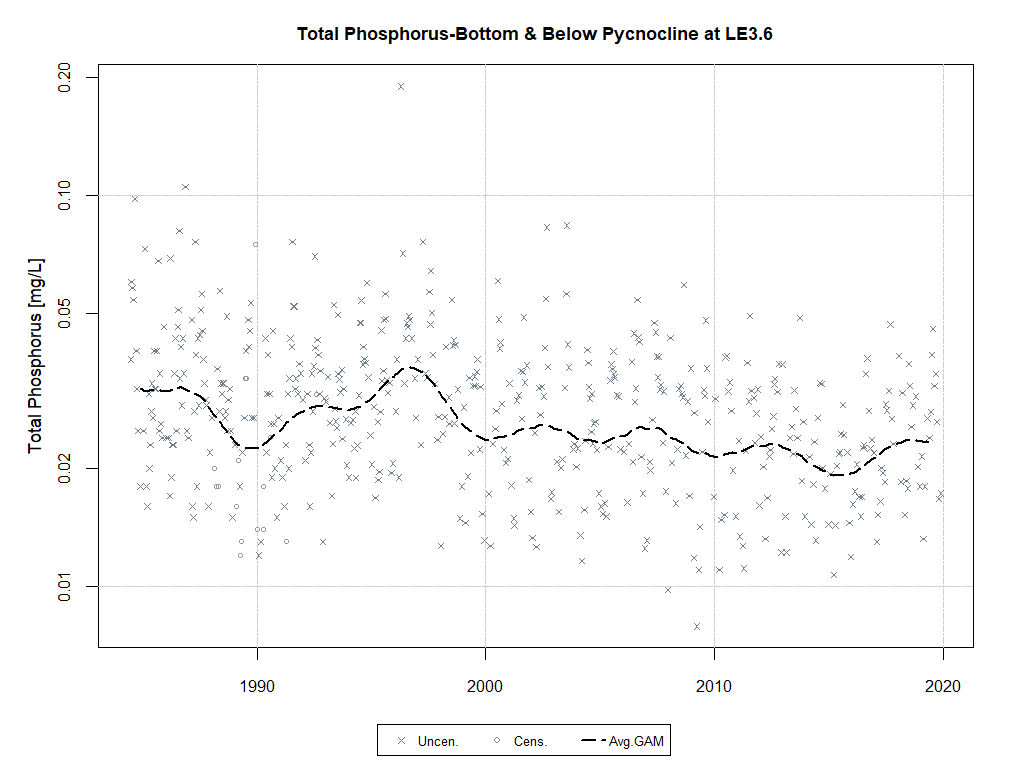 Total Phosphorus-Bottom & Below Pycnocline at LE3.6
Total Phosphorus [mg/L]
0.20
0.10
0.05
0.02
0.01
1990 2000 2010 2020
Uncen. Cens. Avg.GAM